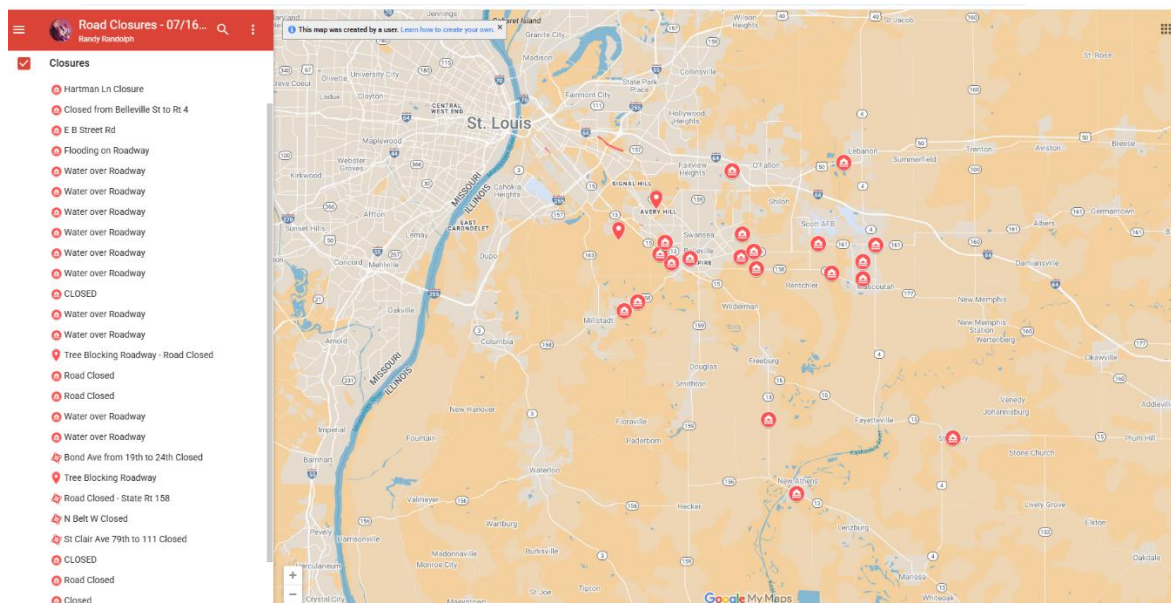 Road Closures - 07/16...
Randy Randolph
Closures
Hartman Ln Closure
Closed from Belleville St to Rt 4
E B Street Rd
Flooding on Roadway
Water over Roadway
Water over Roadway
Water over Roadway
Water over Roadway
Water over Roadway
Water over Roadway
CLOSED
Water over Roadway
Water over Roadway
Tree Blocking Roadway - Road Closed
Road Closed
Road Closed
Water over Roadway
Water over Roadway
Bond Ave from 19th to 24th Closed
Tree Blocking Roadway
Road Closed - State Rt 158
N Belt W Closed
St Clair Ave 79th to 111 Closed
CLOSED
Road Closed
Closed
This map was created by a user. Learn how to create your own.
Jennings
Island
Granite City
Wilson
Heights
St. Jacob
Madison
Collinsville
St. Rose
Olivette
University City
State Park
Place
Ladue
Clayton
CENTRAL
WEST END
Fairmont City
St. Louis
Hollywood
Heights
Maplewood
Webster
Groves
Kirkwood
Fairview
Heights
O'Fallon
Lebanon
Summerfield
Trenton
Aviston
Breese
SIGNAL HILL
MISSOURI
ILLINOIS
Cahokia
Heights
AVERY HILL
Shiloh
Affton
EAST
CARONDELET
Swansea
Scott AFB
Albers
Germantown
Sunset Hills
Lemay
Belleville
Concord
Mehlville
Dupo
Rentchler
Mascoutah
Damiansville
Oakville
Millstadt
Wilderman
New Memphis
Arnold
Columbia
New Memphis
Station
Wertenberg
Okawville
MISSOURI
ILLINOIS
Douglas
Freeburg
Smithton
Venedy
Johannisburg
Addieville
New Hanover
Floraville
Fayetteville
Imperial
Fountain
Paderborn
Plum Hill
Stone Church
Barnhart
Waterloo
New Athens
Valmeyer
Hecker
Lively Grove
Pevely
Wartburg
Lenzburg
Elkton
Madonnaville
Monroe City
Burksville
Oakdale
Crystal City
Maeystown
St Joe
Tipton
Marissa
Whiteoak
Google My Maps